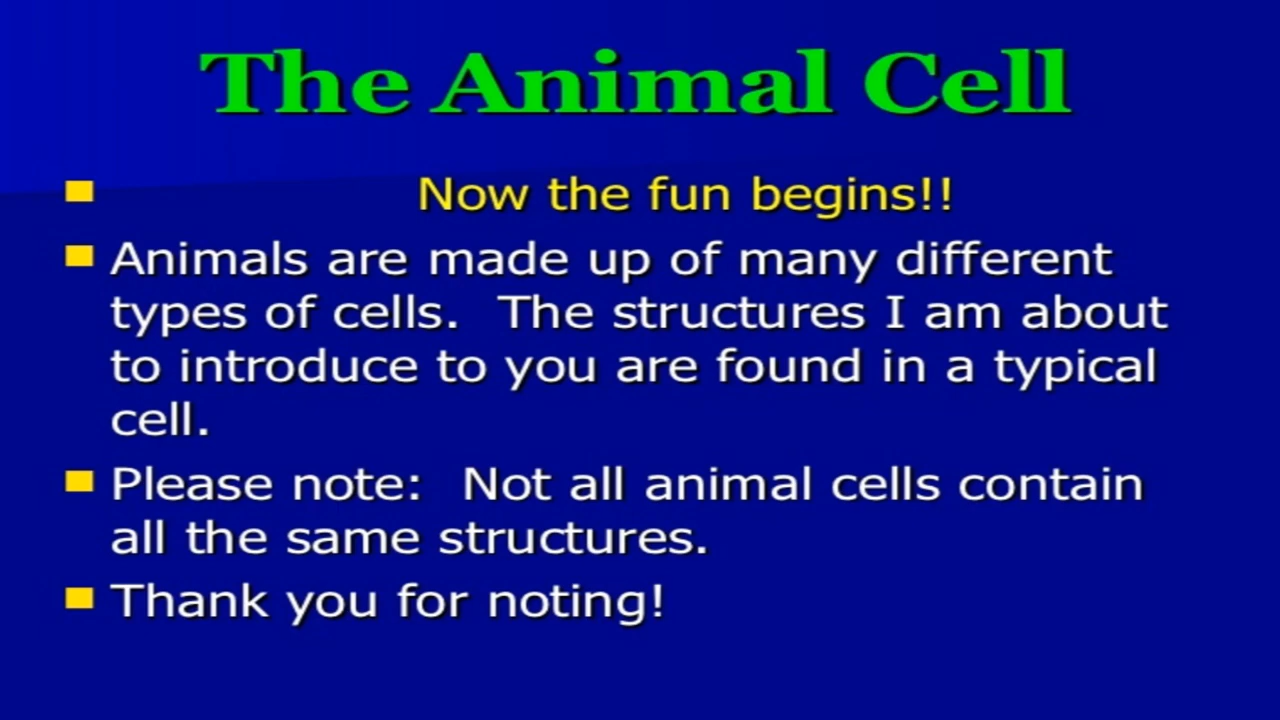 The Animal Cell
Now the fun begins!!
Animals are made up of many different
types of cells.  The structures I am about
to introduce to you are found in a typical
cell.
Please note:  Not all animal cells contain
all the same structures.
Thank you for noting!